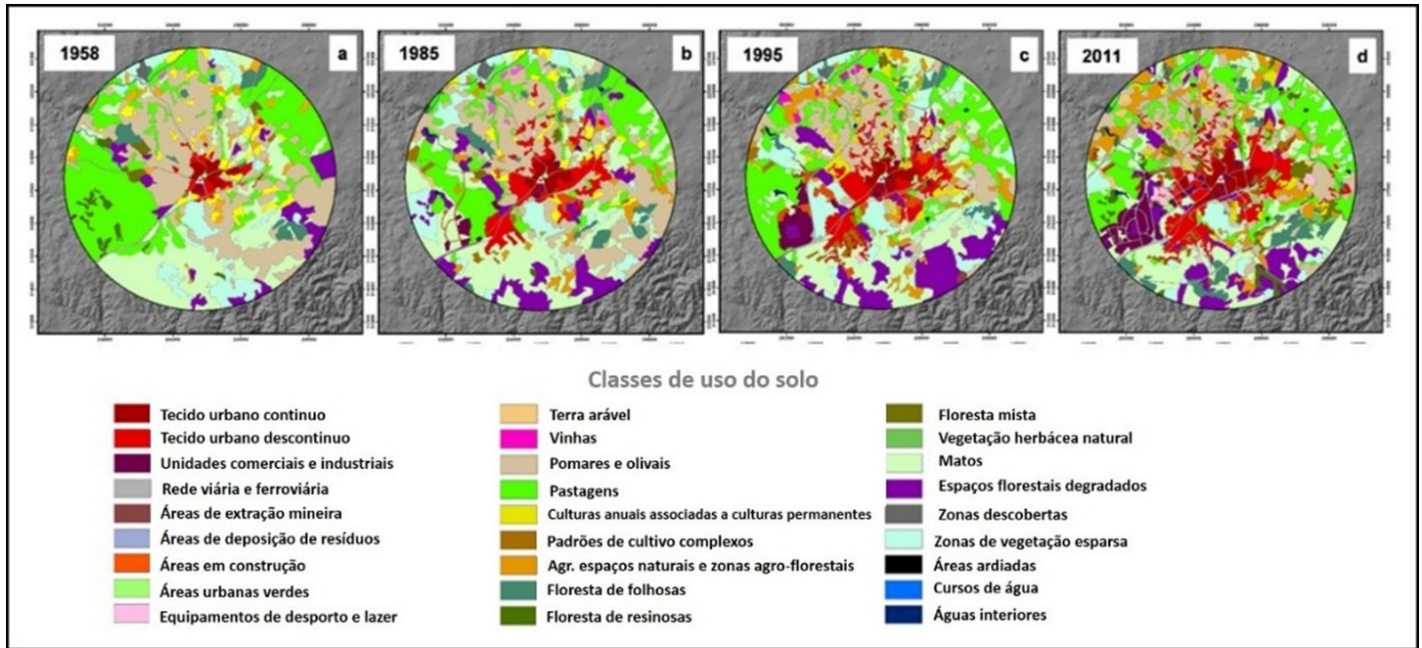 1958
a
1985
b
1995
c
2011
d
Classes de uso do solo
Tecido urbano continuo
Tecido urbano descontinuo
Unidades comerciais e industriais
Rede viária e ferroviária
Áreas de extração mineira
Áreas de deposição de resíduos
Áreas em construção
Áreas urbanas verdes
Equipamentos de desporto e lazer
Terra arável
Vinhas
Pomares e olivais
Pastagens
Culturas anuais associadas a culturas permanentes
Padrões de cultivo complexos
Agr. espaços naturais e zonas agro-florestais
Floresta de folhosas
Floresta de resinosas
Floresta mista
Vegetação herbácea natural
Matos
Espaços florestais degradados
Zonas descobertas
Zonas de vegetação esparsa
Áreas ardiadas
Cursos de água
Águas interiores